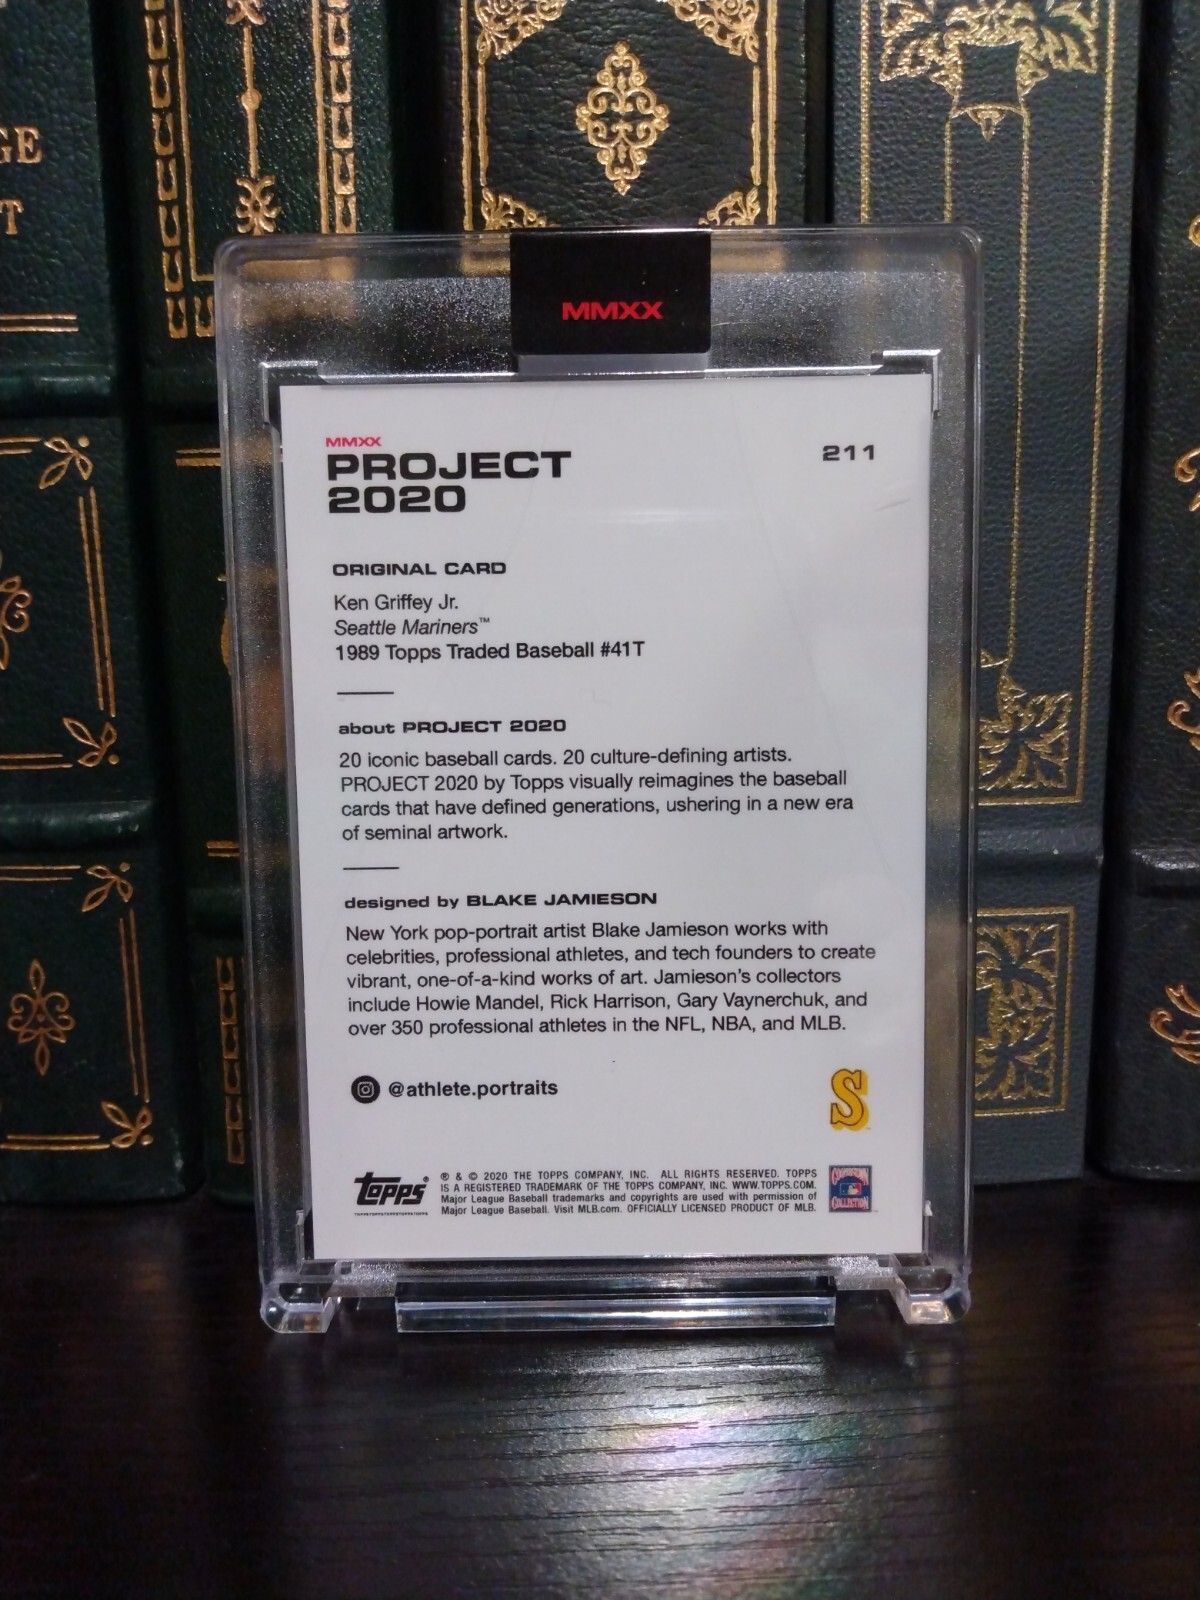 GE
T
MMXX
MMXX
PROJECT
2020
211
ORIGINAL CARD
Ken Griffey Jr.
Seattle Mariners™
1989 Topps Traded Baseball #41T
about PROJECT 2020
20 iconic baseball cards. 20 culture-defining artists.
PROJECT 2020 by Topps visually reimagines the baseball
cards that have defined generations, ushering in a new era
of seminal artwork.
designed by BLAKE JAMIESON
New York pop-portrait artist Blake Jamieson works with
celebrities, professional athletes, and tech founders to create
vibrant, one-of-a-kind works of art. Jamieson's collectors
include Howie Mandel, Rick Harrison, Gary Vaynerchuk, and
over 350 professional athletes in the NFL, NBA, and MLB.
@athlete.portraits
S
topps
® & © 2020 THE TOPPS COMPANY, INC. ALL RIGHTS RESERVED. TOPPS
IS A REGISTERED TRADEMARK OF THE TOPPS COMPANY, INC. WWW.TOPPS.COM.
Major League Baseball trademarks and copyrights are used with permission of
Major League Baseball. Visit MLB.com. OFFICIALLY LICENSED PRODUCT OF MLB.
COOPERSTOWN
COLLECTION